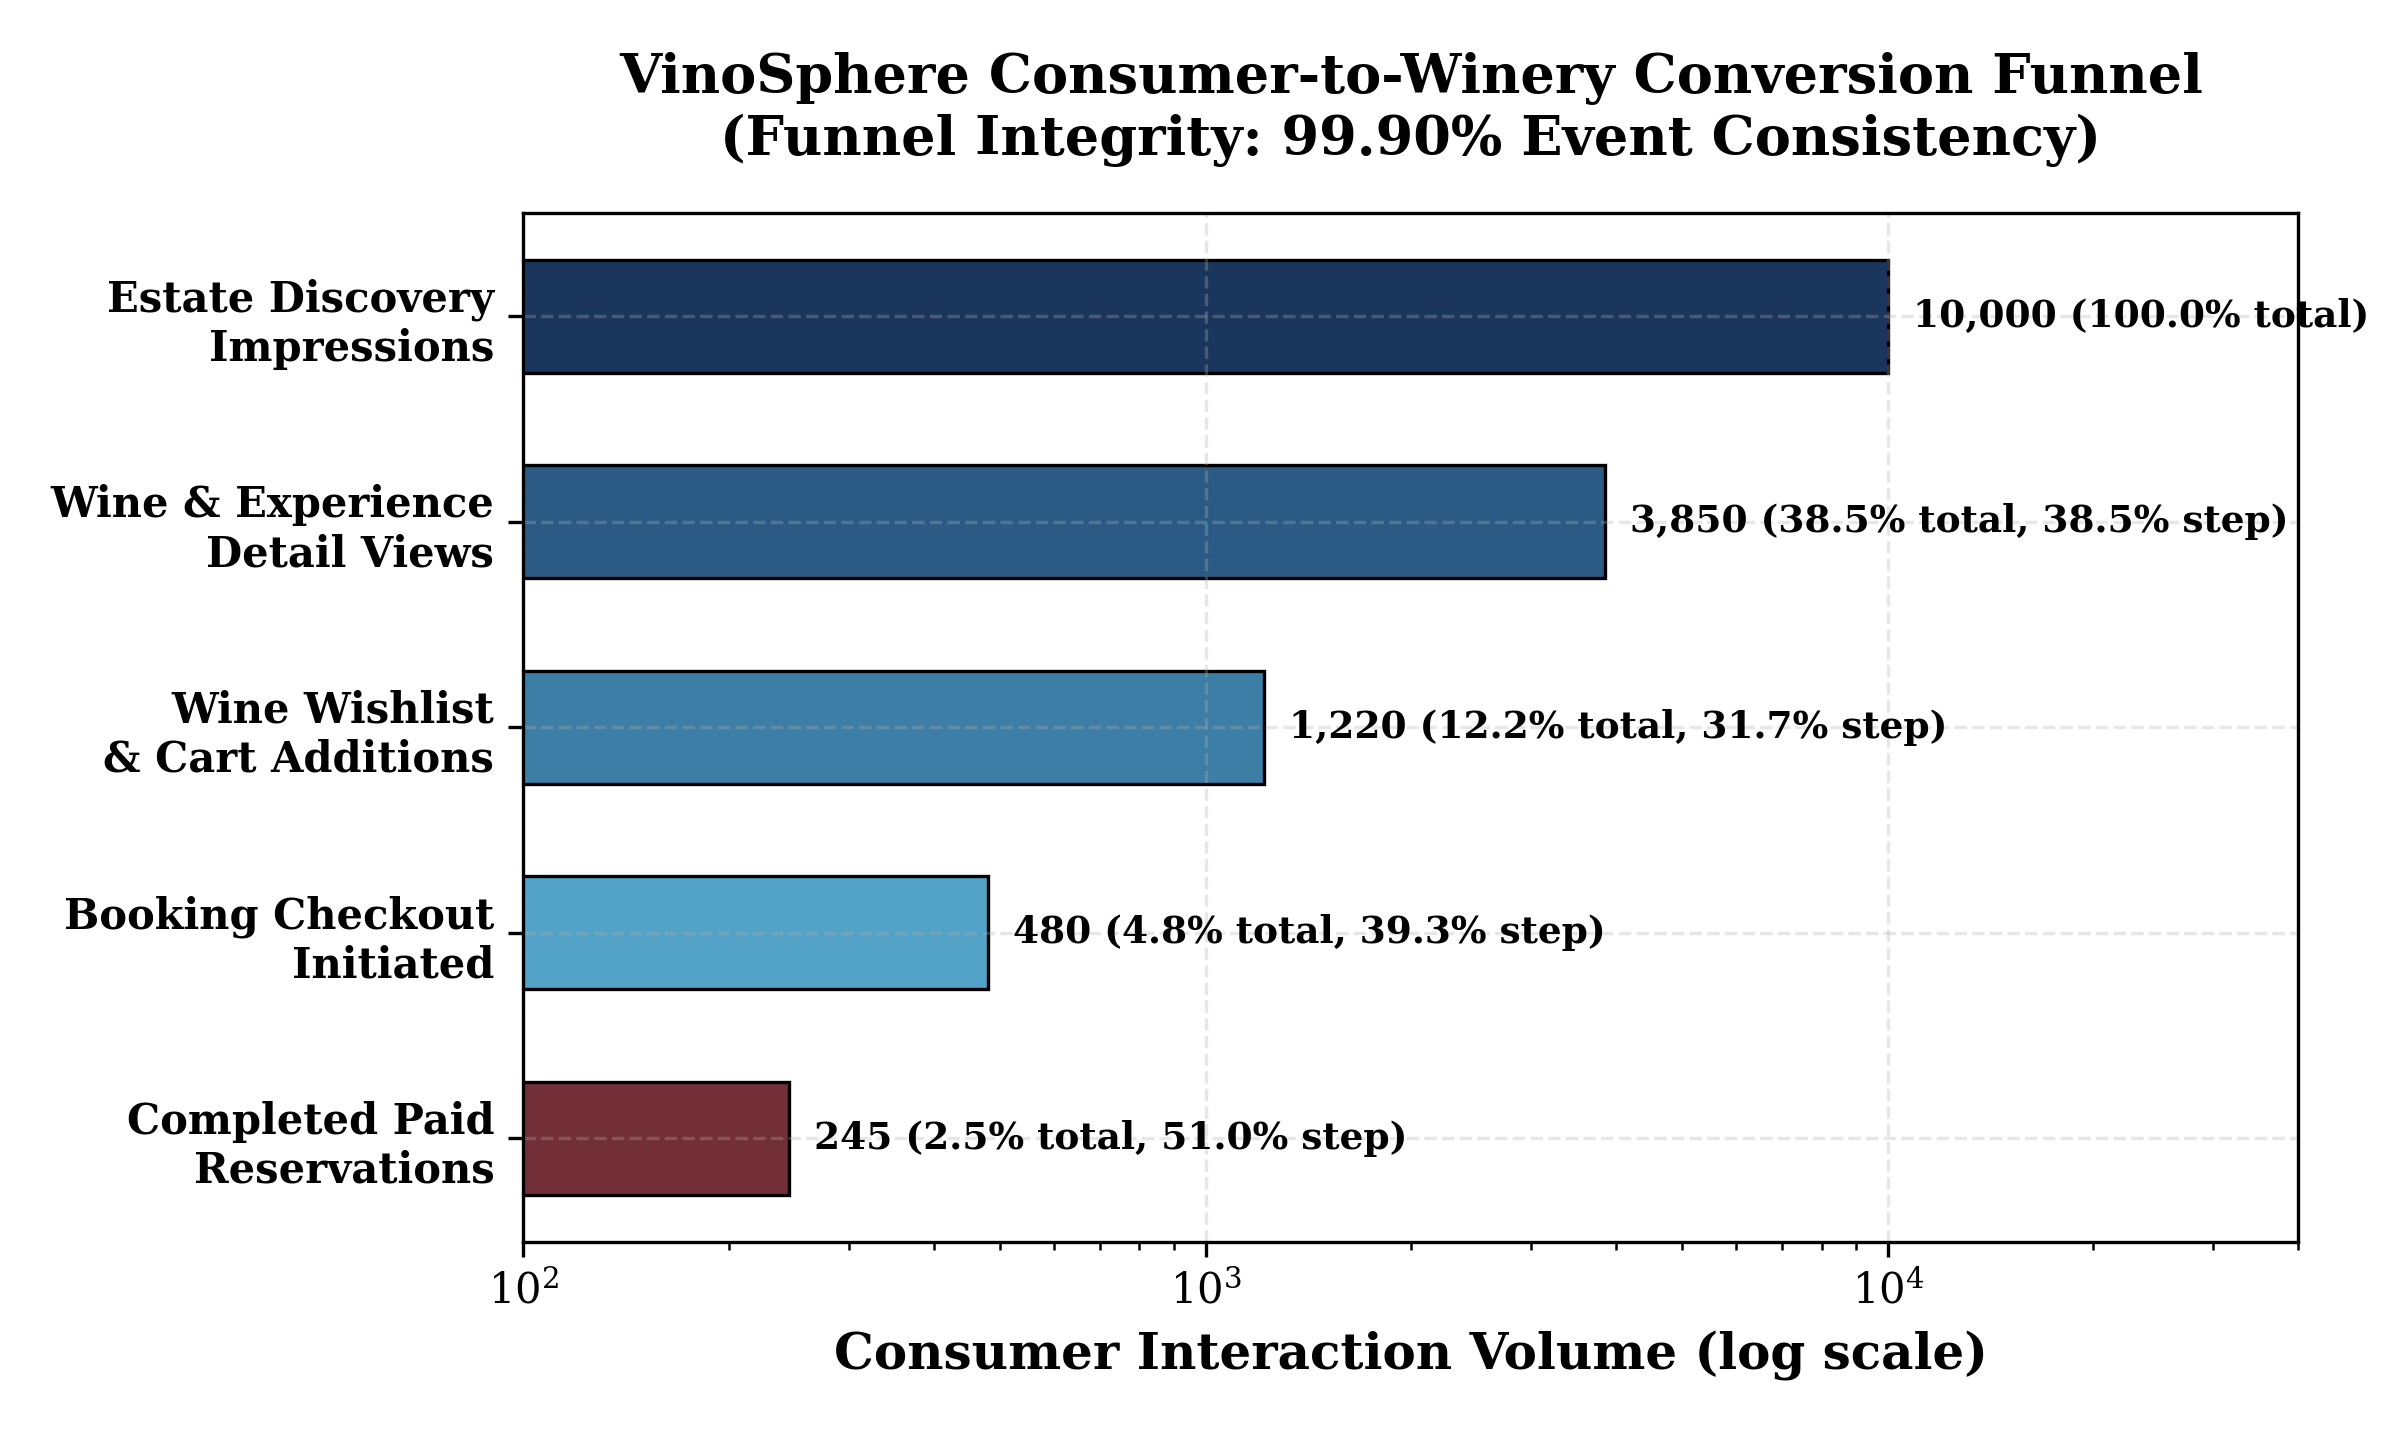 VinoSphere Consumer-to-Winery Conversion Funnel
(Funnel Integrity: 99.90% Event Consistency)
Estate Discovery
Impressions
10,000 (100.0% total)
Wine & Experience
Detail Views
3,850 (38.5% total, 38.5% step)
Wine Wishlist
& Cart Additions
1,220 (12.2% total, 31.7% step)
Booking Checkout
Initiated
480 (4.8% total, 39.3% step)
Completed Paid
Reservations
245 (2.5% total, 51.0% step)
10² 10³ 10⁴
Consumer Interaction Volume (log scale)